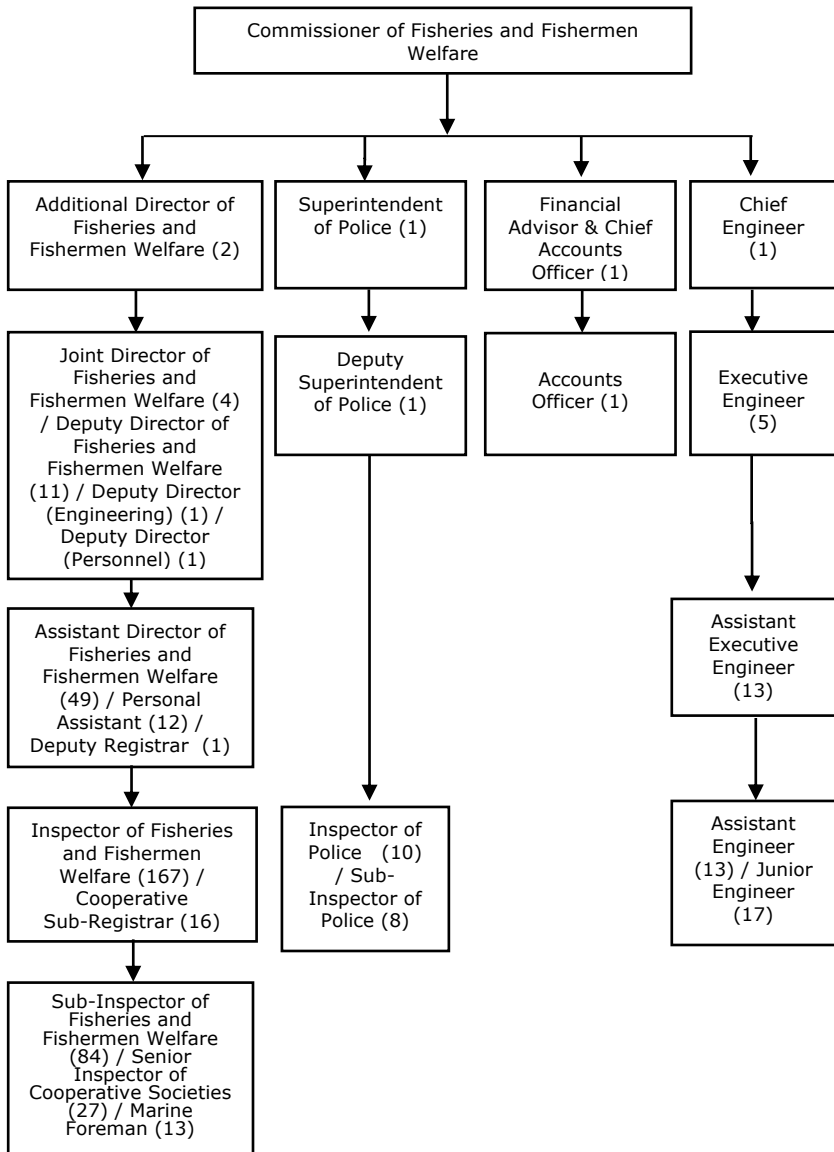 Commissioner of Fisheries and Fishermen
Welfare
Additional Director of
Fisheries and
Fishermen Welfare (2)
Superintendent
of Police (1)
Financial
Advisor & Chief
Accounts
Officer (1)
Chief
Engineer
(1)
Joint Director of
Fisheries and
Fishermen Welfare (4)
/ Deputy Director of
Fisheries and
Fishermen Welfare
(11) / Deputy Director
(Engineering) (1) /
Deputy Director
(Personnel) (1)
Deputy
Superintendent
of Police (1)
Accounts
Officer (1)
Executive
Engineer
(5)
Assistant Director of
Fisheries and
Fishermen Welfare
(49) / Personal
Assistant (12) /
Deputy Registrar (1)
Assistant
Executive
Engineer
(13)
Inspector of Fisheries
and Fishermen
Welfare (167) /
Cooperative
Sub-Registrar (16)
Inspector of
Police (10)
/ Sub-
Inspector of
Police (8)
Assistant
Engineer
(13) / Junior
Engineer
(17)
Sub-Inspector of
Fisheries and
Fishermen Welfare
(84) / Senior
Inspector of
Cooperative Societies
(27) / Marine
Foreman (13)